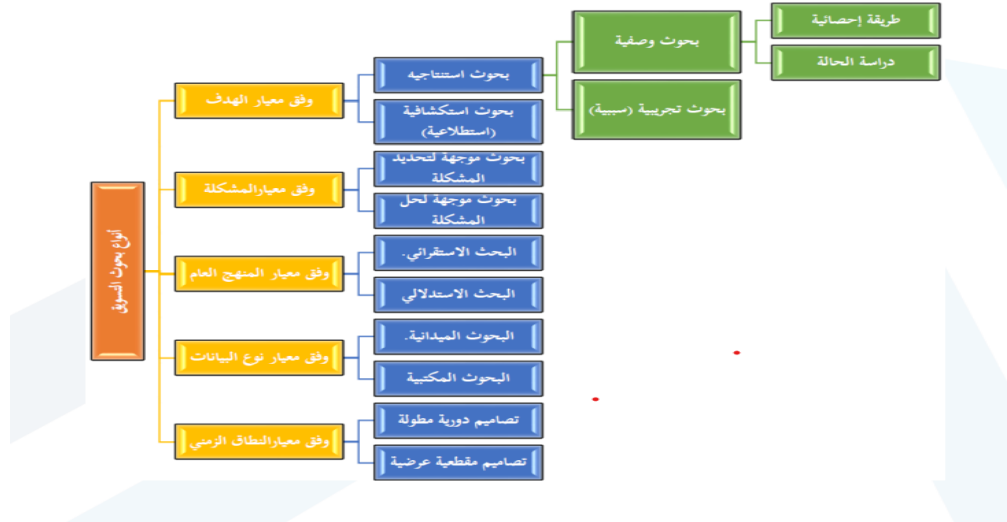 أنواع بحوث التسويق
وفق معيار الهدف
بحوث استنتاجيه
بحوث وصفية
طريقة إحصائية
دراسة الحالة
بحوث تجريبية (سببية)
بحوث استكشافية
(استطلاعية)
وفق معيارالمشكلة
بحوث موجهة لتحديد
المشكلة
بحوث موجهة لحل
المشكلة
وفق معيار المنهج العام
البحث الاستقرائي.
البحث الاستدلالي
وفق معيار نوع البيانات
البحوث الميدانية.
البحوث المكتبية
وفق معيارالنطاق الزمني
تصاميم دورية مطولة
تصاميم مقطعية عرضية